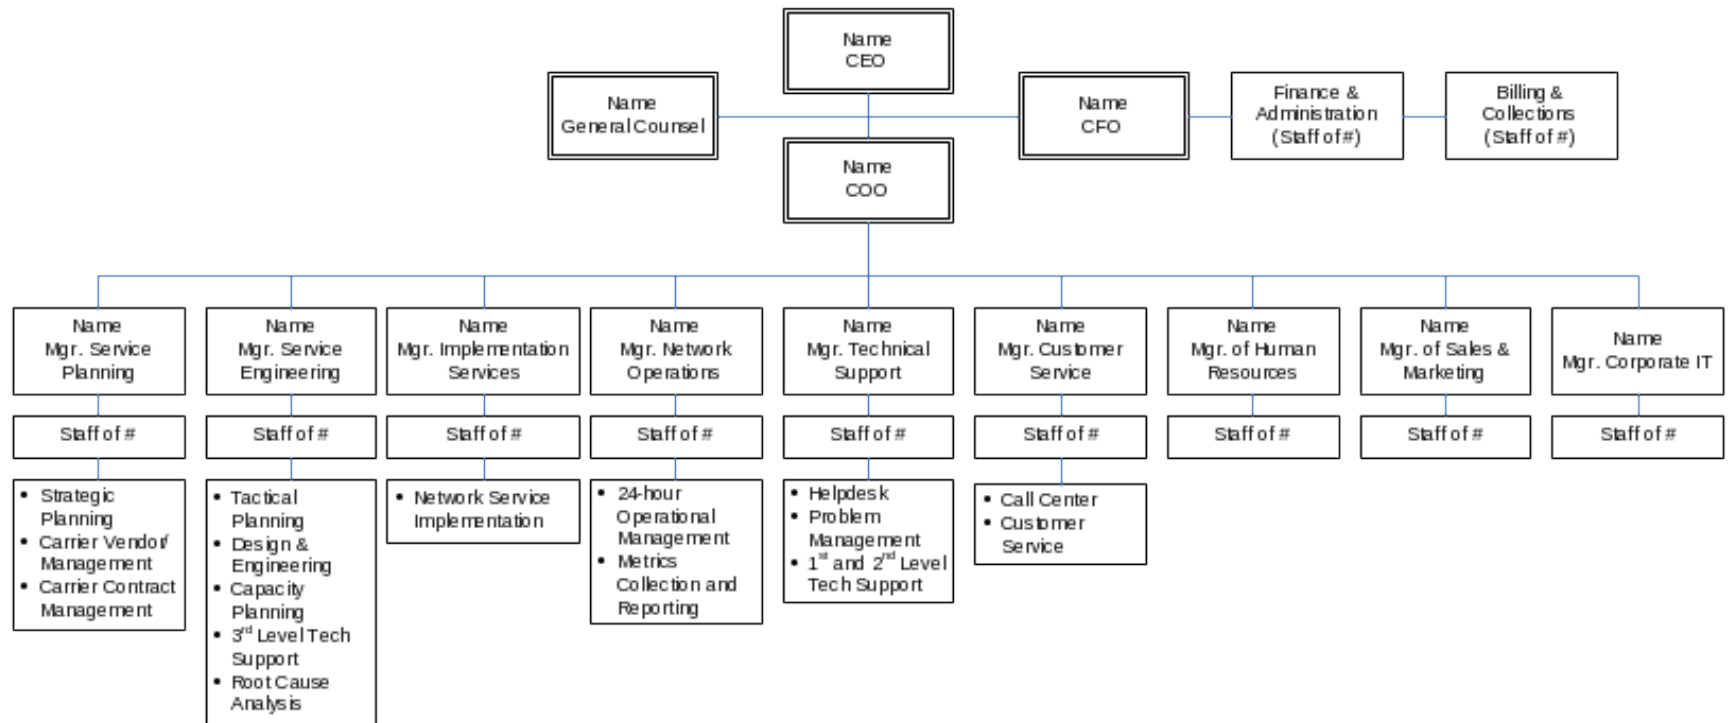 Name
CEO
Name
General Counsel
Name
CFO
Finance &
Administration
(Staff of #)
Billing &
Collections
(Staff of #)
Name
COO
Name
Mgr. Service
Planning
Name
Mgr. Service
Engineering
Name
Mgr. Implementation
Services
Name
Mgr. Network
Operations
Name
Mgr. Technical
Support
Name
Mgr. Customer
Service
Name
Mgr. of Human
Resources
Name
Mgr. of Sales &
Marketing
Name
Mgr. Corporate IT
Staff of #
Staff of #
Staff of #
Staff of #
Staff of #
Staff of #
Staff of #
Staff of #
Staff of #
• Strategic
Planning
• Carrier Vendor/
Management
• Carrier Contract
Management
• Tactical
Planning
• Design &
Engineering
• Capacity
Planning
• 3rd Level Tech
Support
• Root Cause
Analysis
• Network Service
Implementation
• 24-hour
Operational
Management
• Metrics
Collection and
Reporting
• Helpdesk
• Problem
Management
• 1st and 2nd Level
Tech Support
• Call Center
• Customer
Service